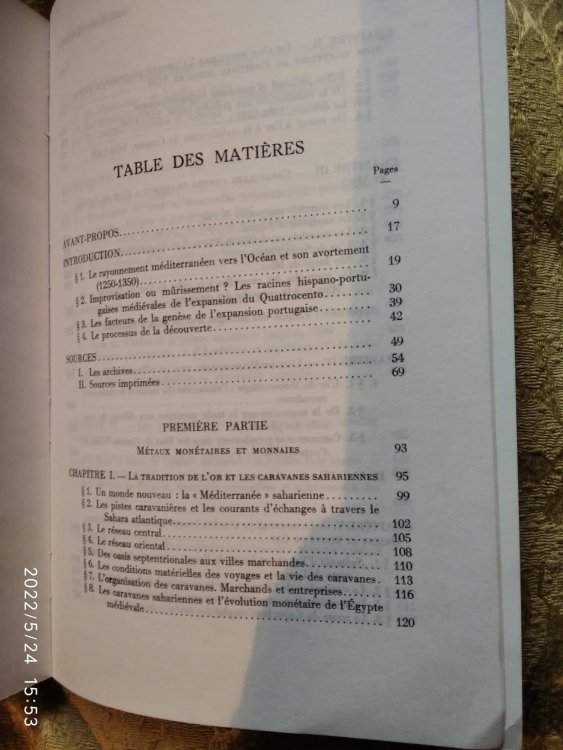 TABLE DES MATIÈRES
Pages
AVANT-PROPOS 9
INTRODUCTION 17
§ 1. Le rayonnement méditerranéen vers l'Océan et son avortement
(1250-1350) 19
§ 2. Improvisation ou mûrissement ? Les racines hispano-portu-
gaises médiévales de l'expansion du Quattrocento 30
§ 3. Les facteurs de la genèse de l'expansion portugaise 39
§ 4. Le processus de la découverte 42
SOURCES 49
I. Les archives 54
II. Sources imprimées 69
PREMIÈRE PARTIE
MÉTAUX MONÉTAIRES ET MONNAIES 93
CHAPITRE I. — LA TRADITION DE L'OR ET LES CARAVANES SAHARIENNES 95
§ 1. Un monde nouveau : la « Méditerranée » saharienne 99
§ 2. Les pistes caravanières et les courants d'échanges à travers le
Sahara atlantique 102
§ 3. Le réseau central 105
§ 4. Le réseau oriental 108
§ 5. Des oasis septentrionales aux villes marchandes 110
§ 6. Les conditions matérielles des voyages et la vie des caravanes 113
§ 7. L'organisation des caravanes. Marchands et entreprises 116
§ 8. Les caravanes sahariennes et l'évolution monétaire de l'Égypte
médiévale 120
2022/5/24 15:53